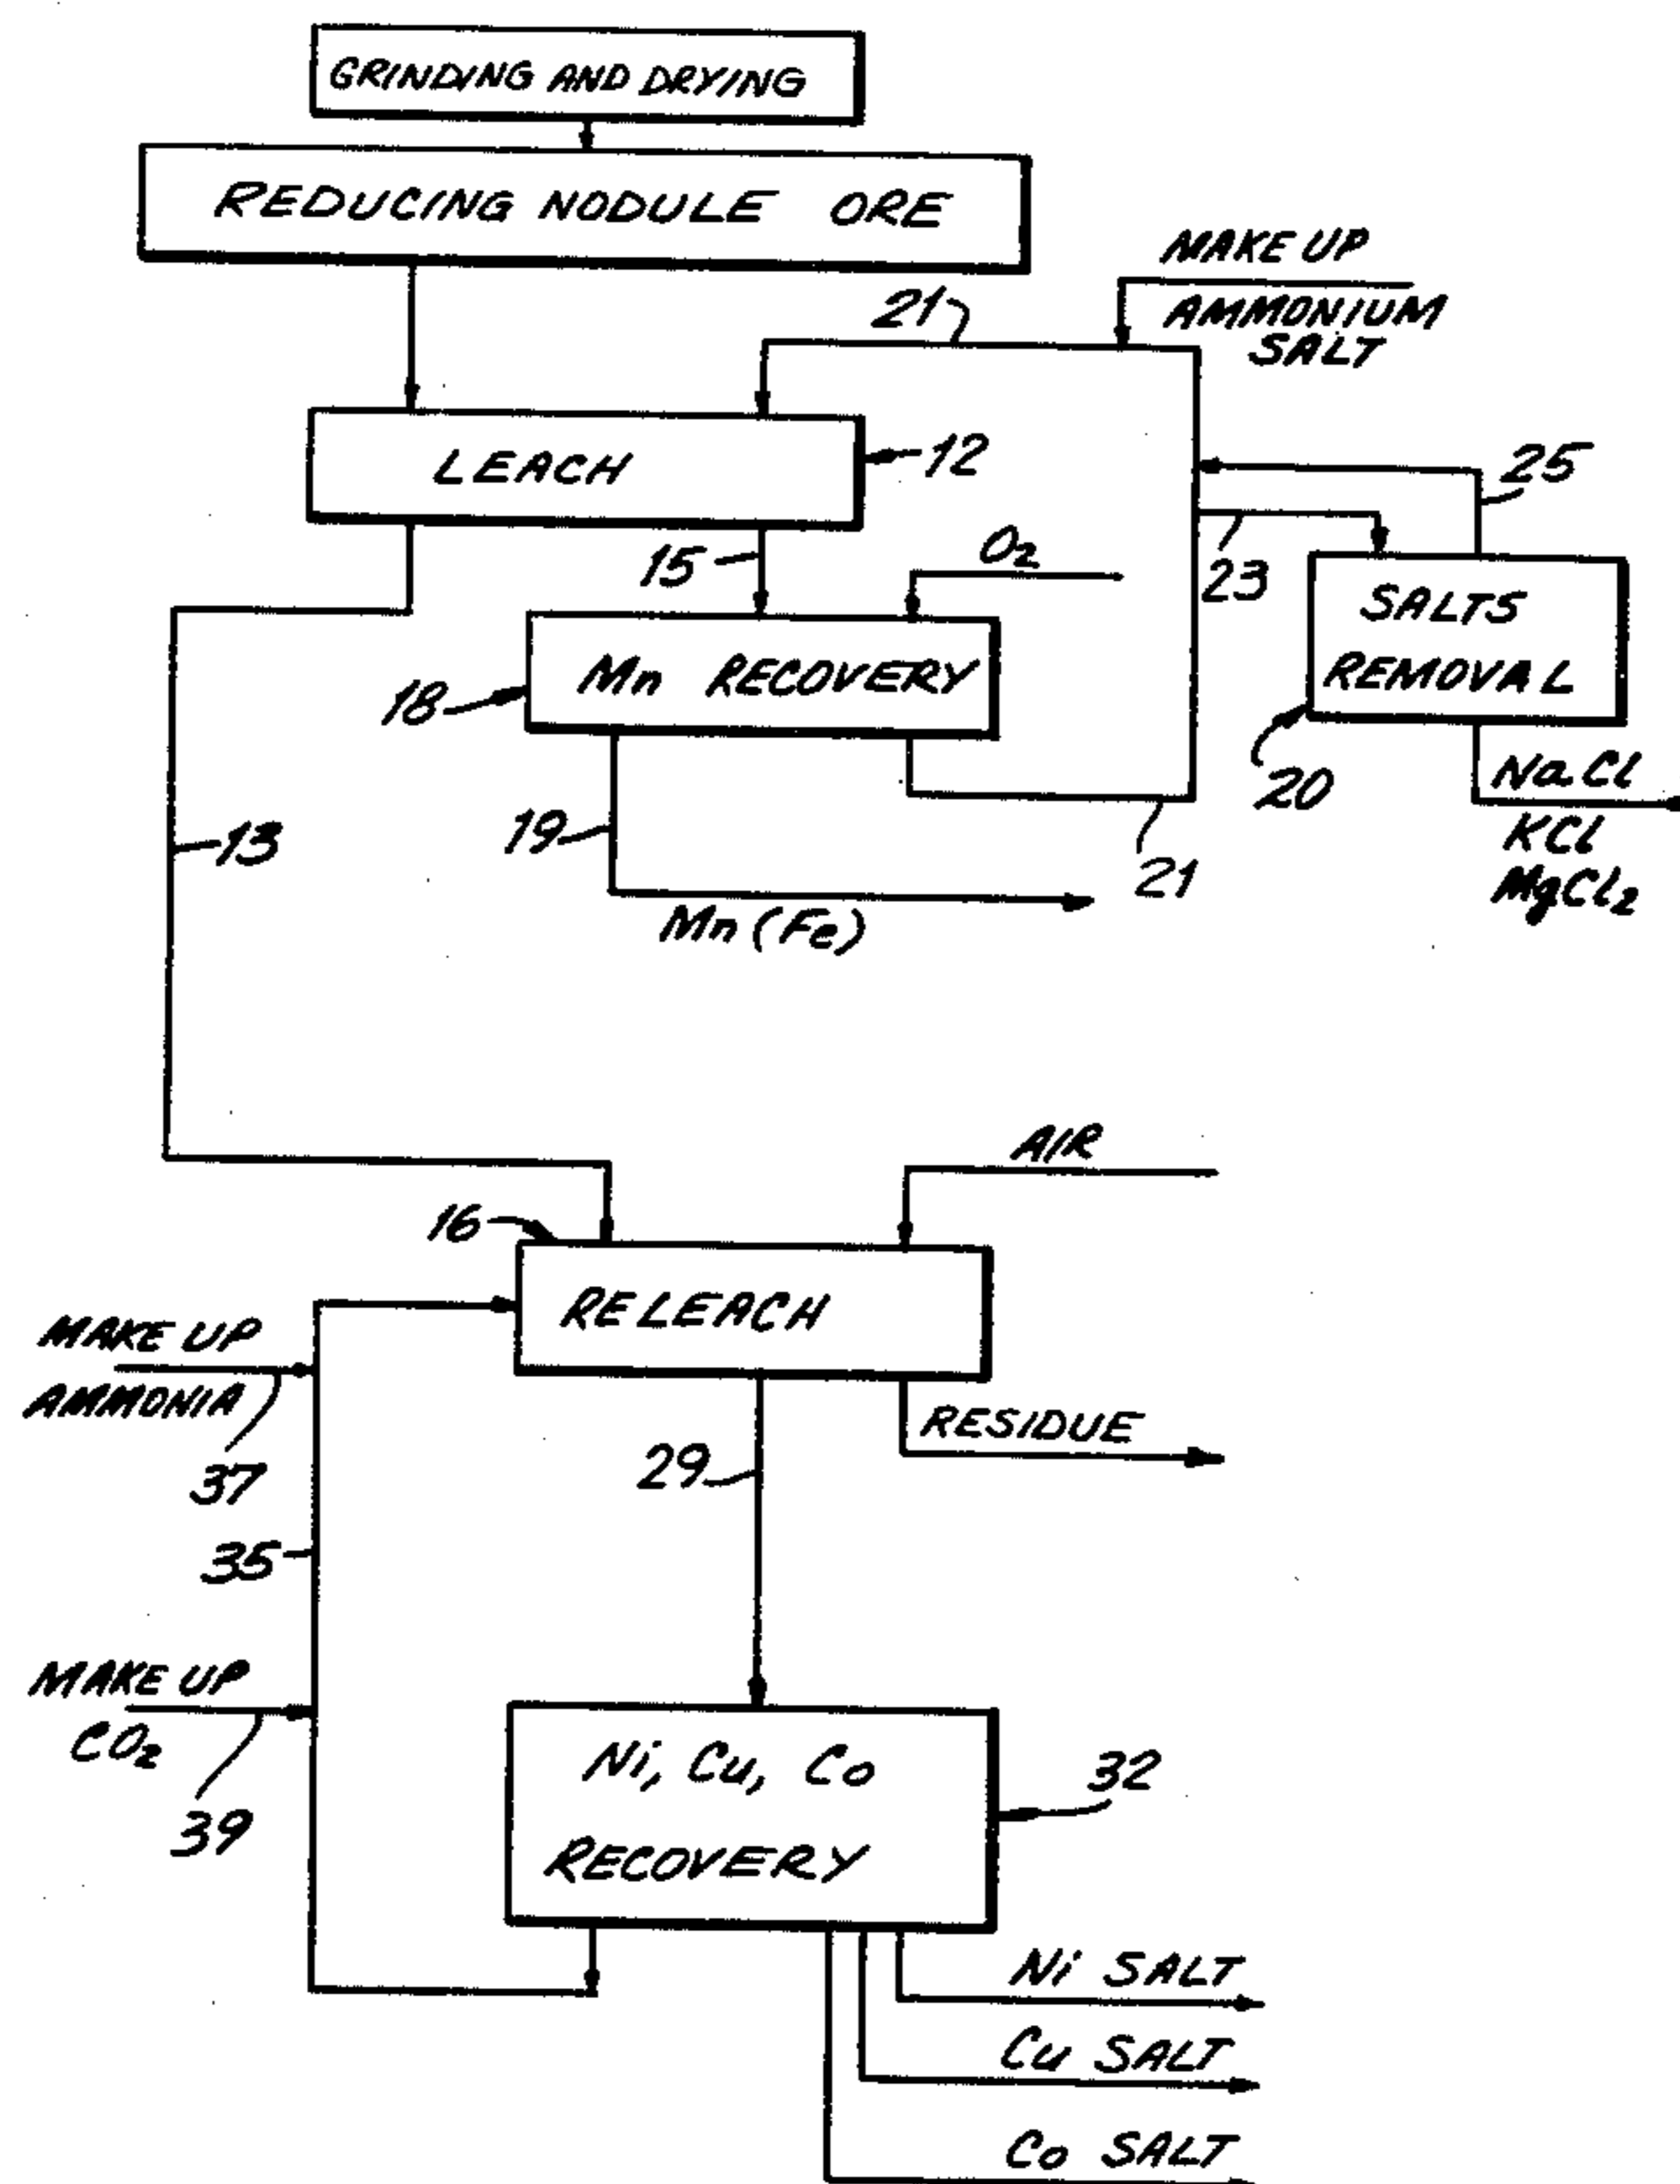 GRINDING AND DRYING
REDUCING NODULE ORE
MAKE UP
AMMONIUM
SALT
21
LEACH
12
25
15
O2
23
SALTS
REMOVAL
Mn RECOVERY
18
20
NaCl
KCl
MgCl2
19
21
13
Mn (Fe)
AIR
16
RELEACH
MAKE UP
AMMONIA
37
RESIDUE
29
35
MAKE UP
CO2
39
Ni, Cu, Co
RECOVERY
32
Ni SALT
Cu SALT
Co SALT